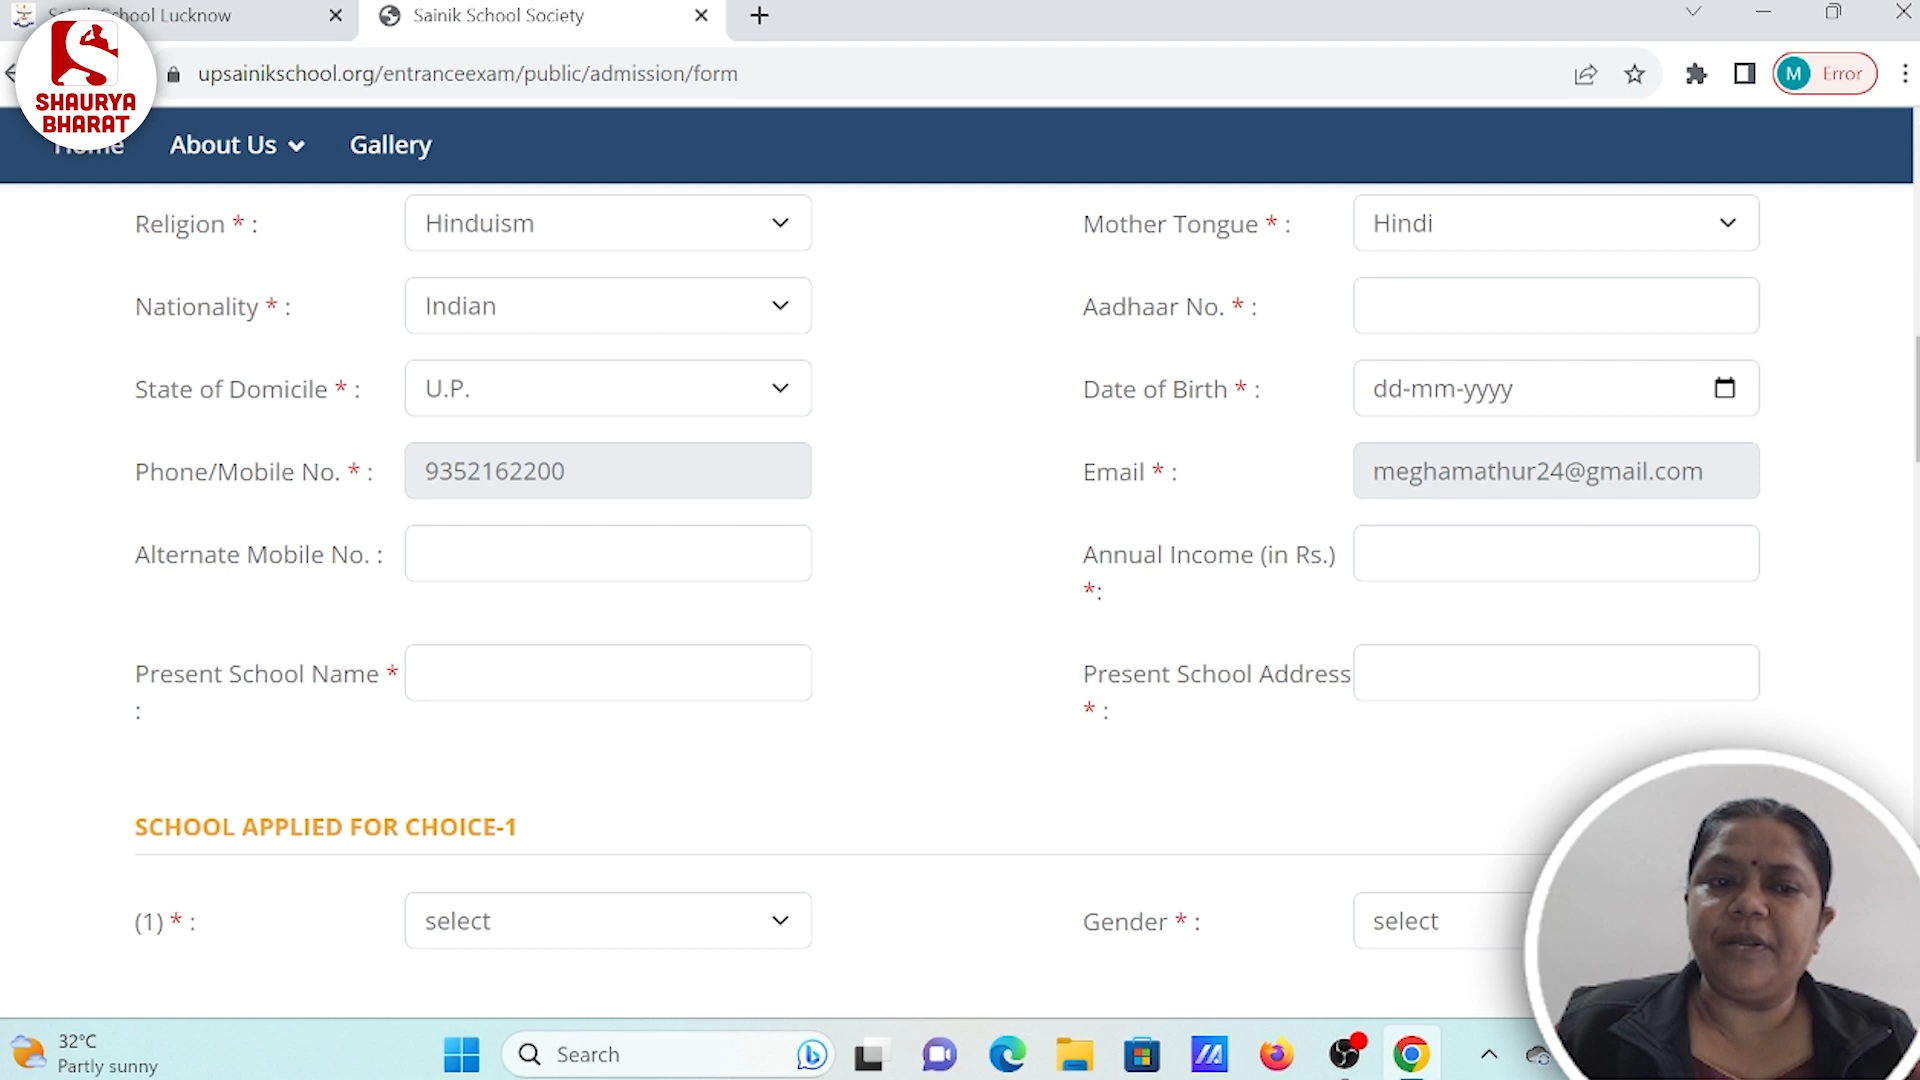 School Lucknow
Sainik School Society
SHAURYA
BHARAT
upsainikschool.org/entranceexam/public/admission/form
M Error
Home
About Us
Gallery
Religion * : Hinduism
Mother Tongue * : Hindi
Nationality * : Indian
Aadhaar No. * :
State of Domicile * : U.P.
Date of Birth * : dd-mm-yyyy
Phone/Mobile No. * : 9352162200
Email * : meghamathur24@gmail.com
Alternate Mobile No. :
Annual Income (in Rs.)
*:
Present School Name *
:
Present School Address
* :
SCHOOL APPLIED FOR CHOICE-1
(1) * : select
Gender * : select
32°C
Partly sunny
Search